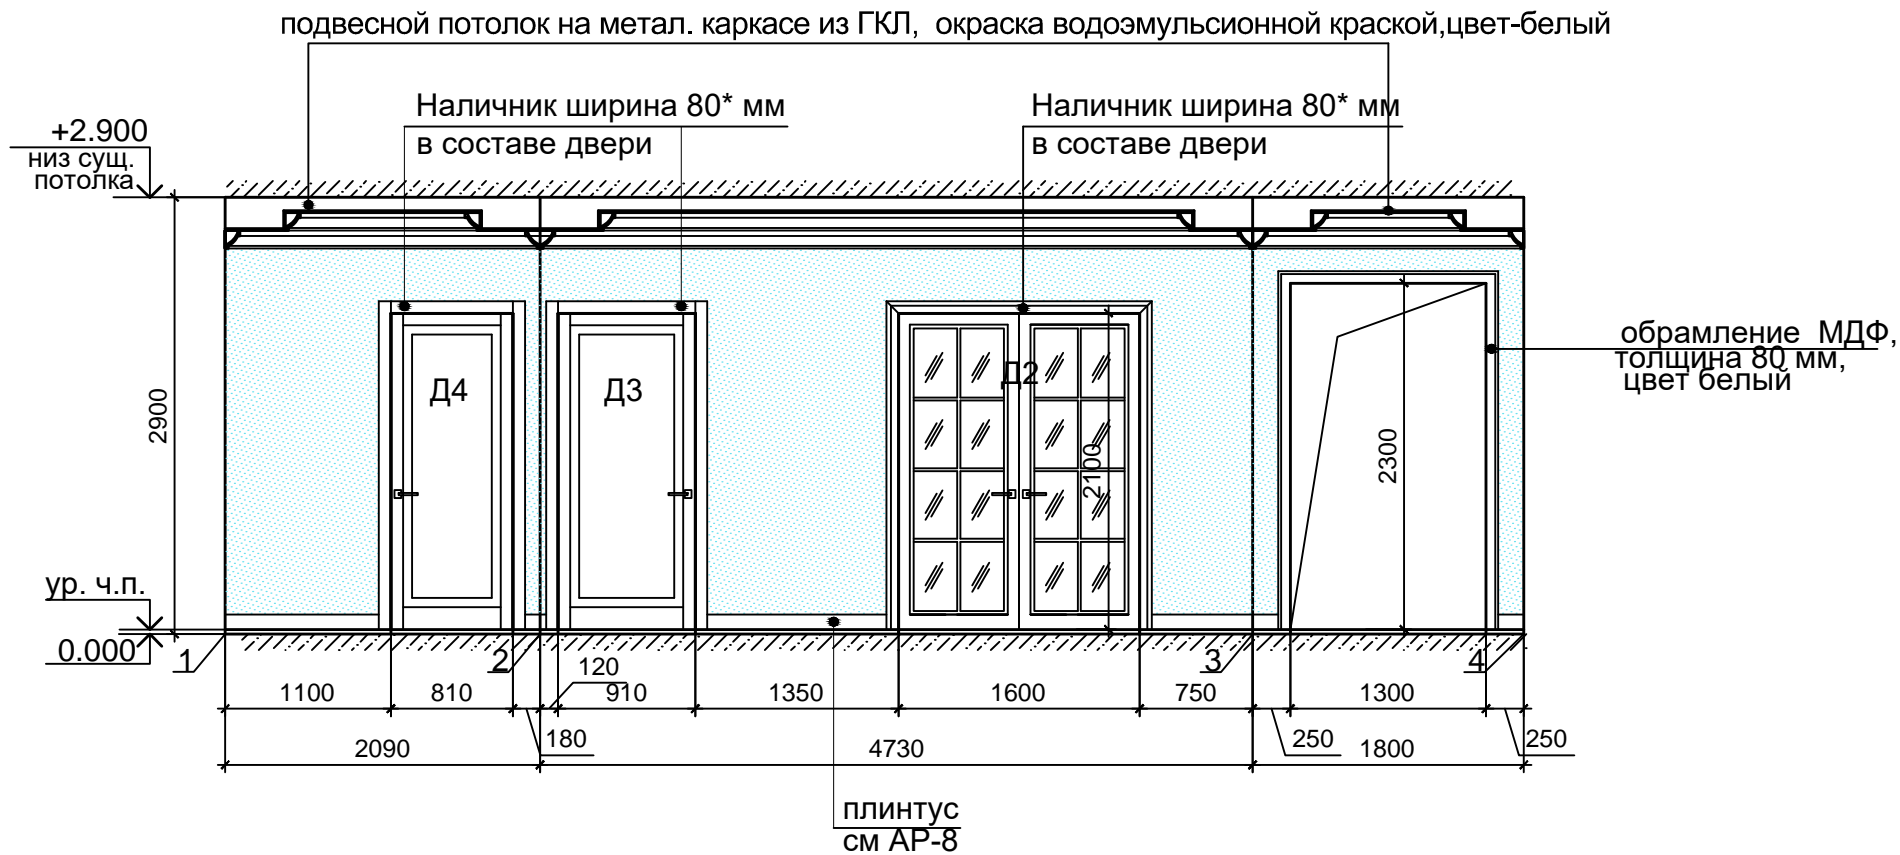 подвесной потолок на метал. каркасе из ГКЛ, окраска водоэмульсионной краской,цвет-белый
Наличник ширина 80* мм
в составе двери
Наличник ширина 80* мм
в составе двери
+2.900
низ сущ.
потолка
обрамление МДФ,
толщина 80 мм,
цвет белый
Д4
Д3
Д2
2900
2100
2300
ур. ч.п.
0.000
1
2
3
4
120
1100
810
910
1350
1600
750
1300
180
250
250
2090
4730
1800
плинтус
см АР-8